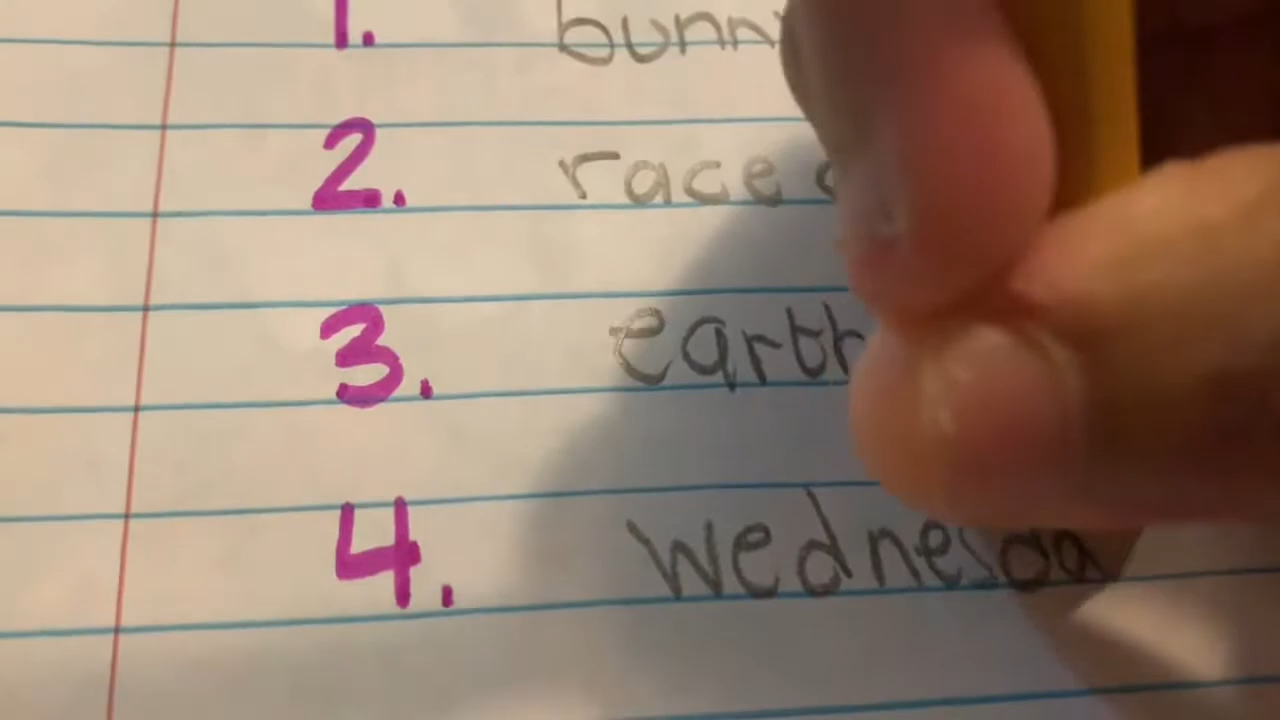 1. bunn
2. race
3. earth
4. Wednesda